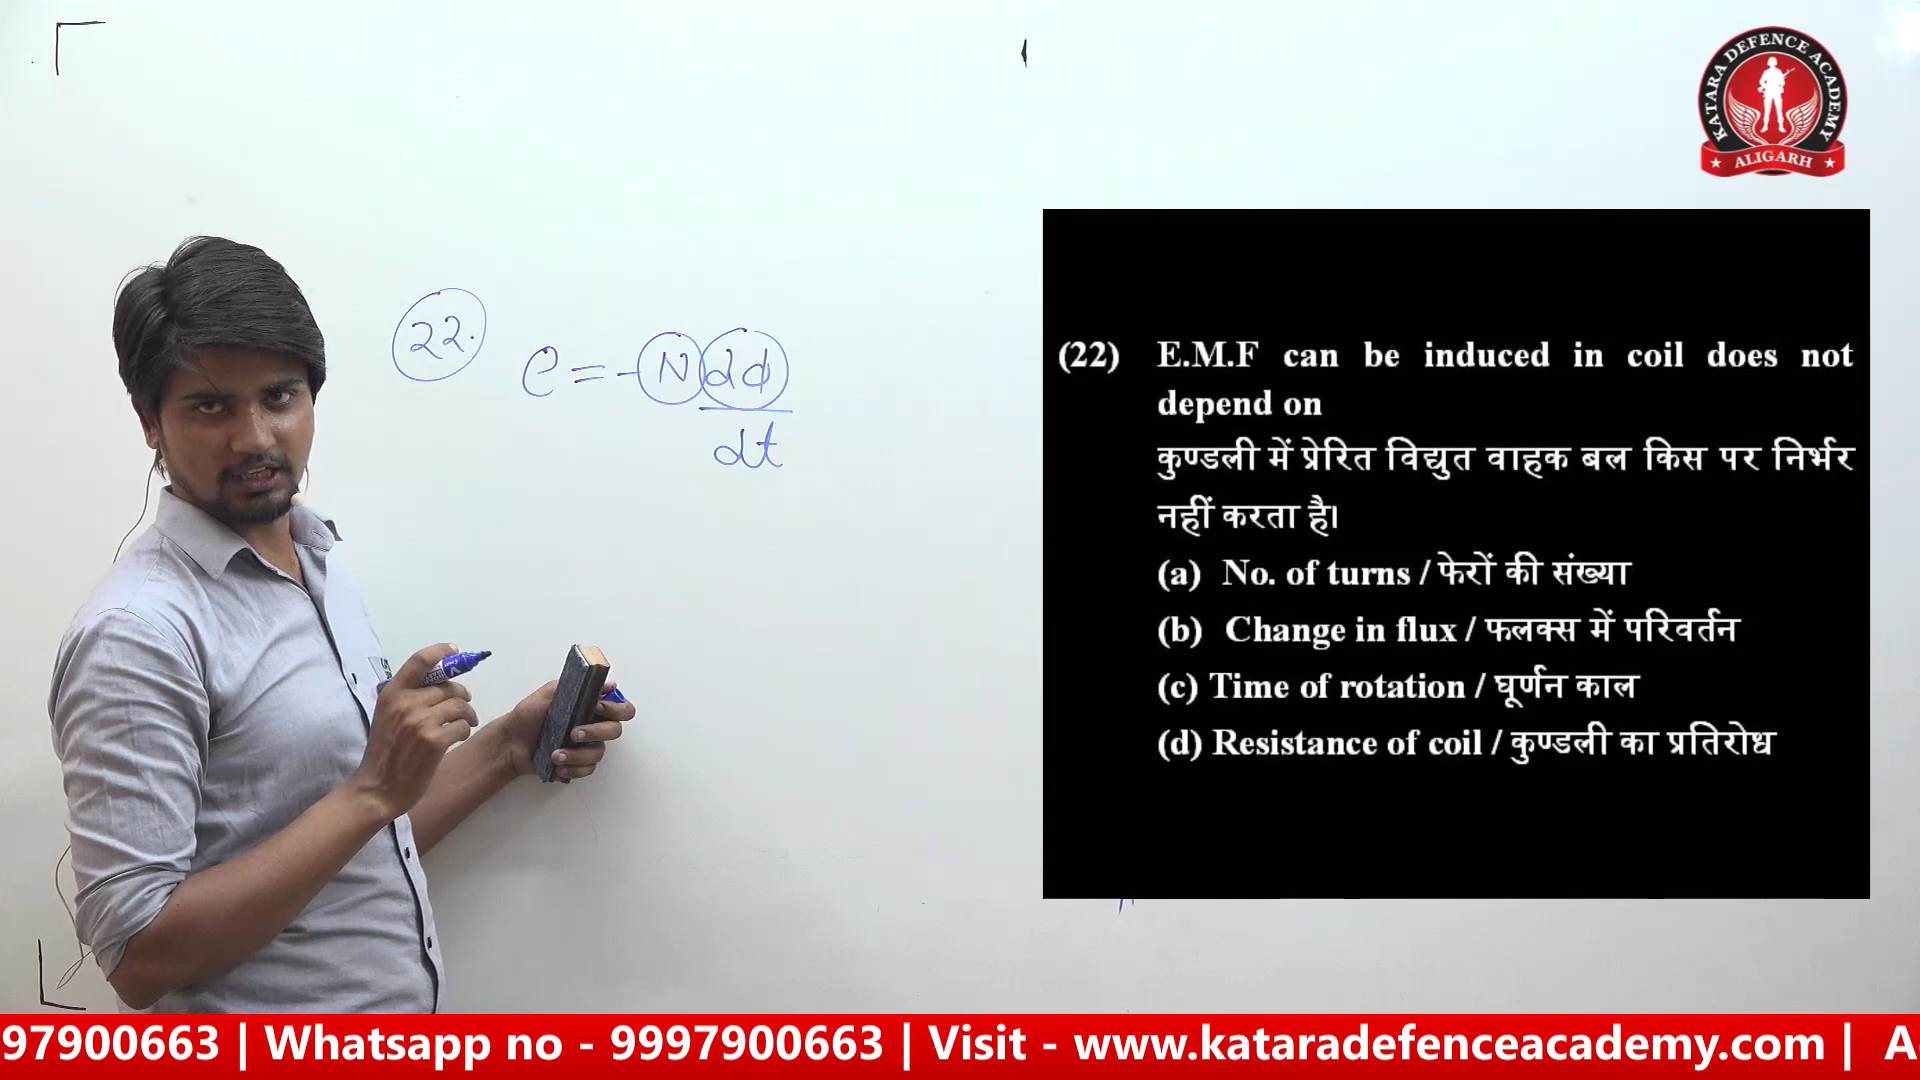 KATARA DEFENCE ACADEMY
ALIGARH
22.
e = -N dϕ
dt
(22) E.M.F can be induced in coil does not
depend on
कुण्डली में प्रेरित विद्युत वाहक बल किस पर निर्भर
नहीं करता है।
(a) No. of turns / फेरों की संख्या
(b) Change in flux / फलक्स में परिवर्तन
(c) Time of rotation / घूर्णन काल
(d) Resistance of coil / कुण्डली का प्रतिरोध
97900663 | Whatsapp no - 9997900663 | Visit - www.kataradefenceacademy.com | A